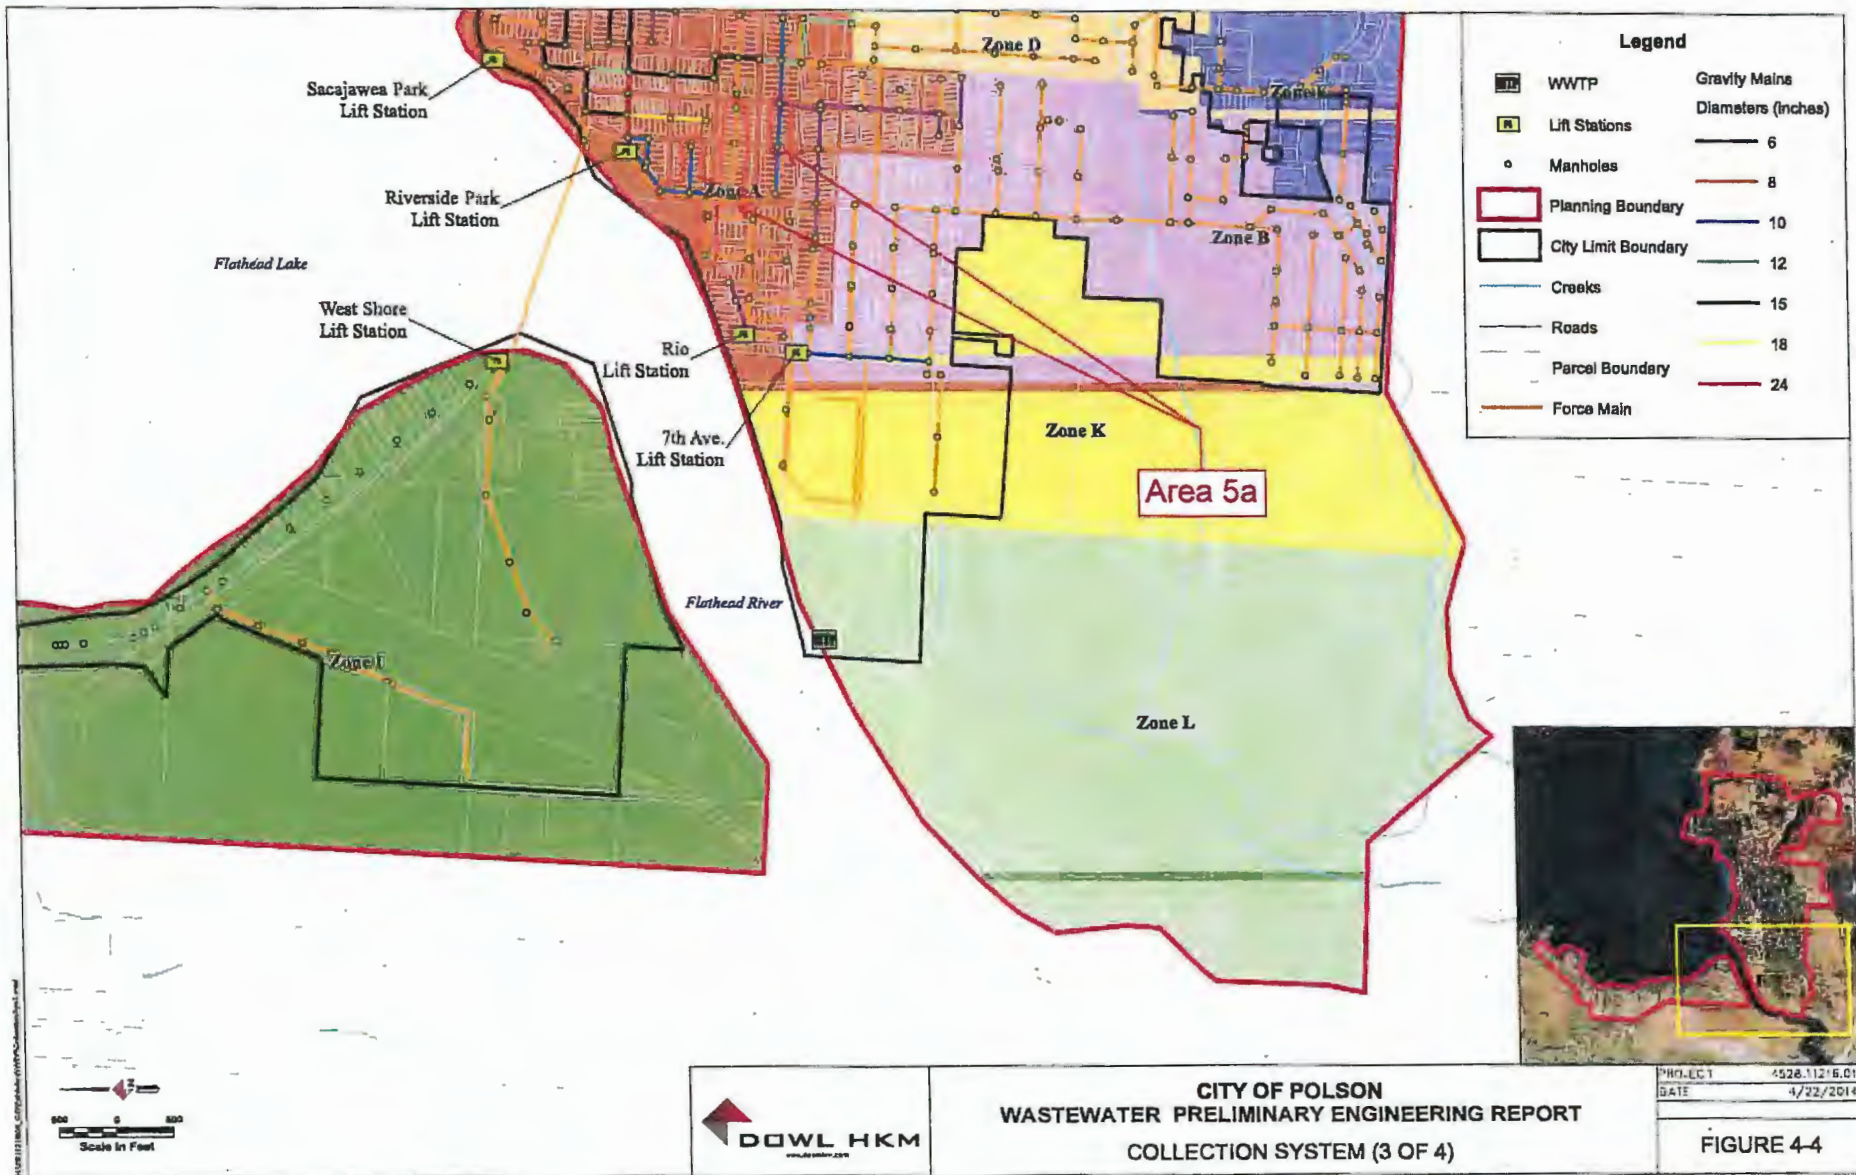 Zone D
Sacajawea Park
Lift Station
Zone A
Riverside Park
Lift Station
Zone B
Flathead Lake
West Shore
Lift Station
Rio
Lift Station
7th Ave.
Lift Station
Zone K
Area 5a
Flathead River
WWTP
Zone L
Legend
WWTP
Lift Stations
Manholes
Planning Boundary
City Limit Boundary
Creeks
Roads
Parcel Boundary
Force Main
Gravity Mains
Diameters (Inches)
6
8
10
12
15
18
24
Scale in Feet
DOWL HKM
CITY OF POLSON
WASTEWATER PRELIMINARY ENGINEERING REPORT
COLLECTION SYSTEM (3 OF 4)
PROJECT 4528.11216.01
DATE 4/22/2014
FIGURE 4-4